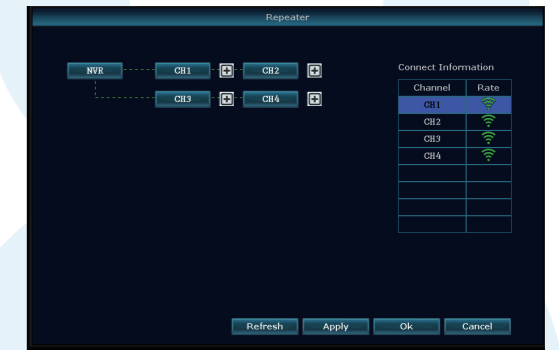 Repeater
NVR CH1 CH2
CH3 CH4
Connect Information
Channel Rate
CH1
CH2
CH3
CH4
Refresh Apply Ok Cancel